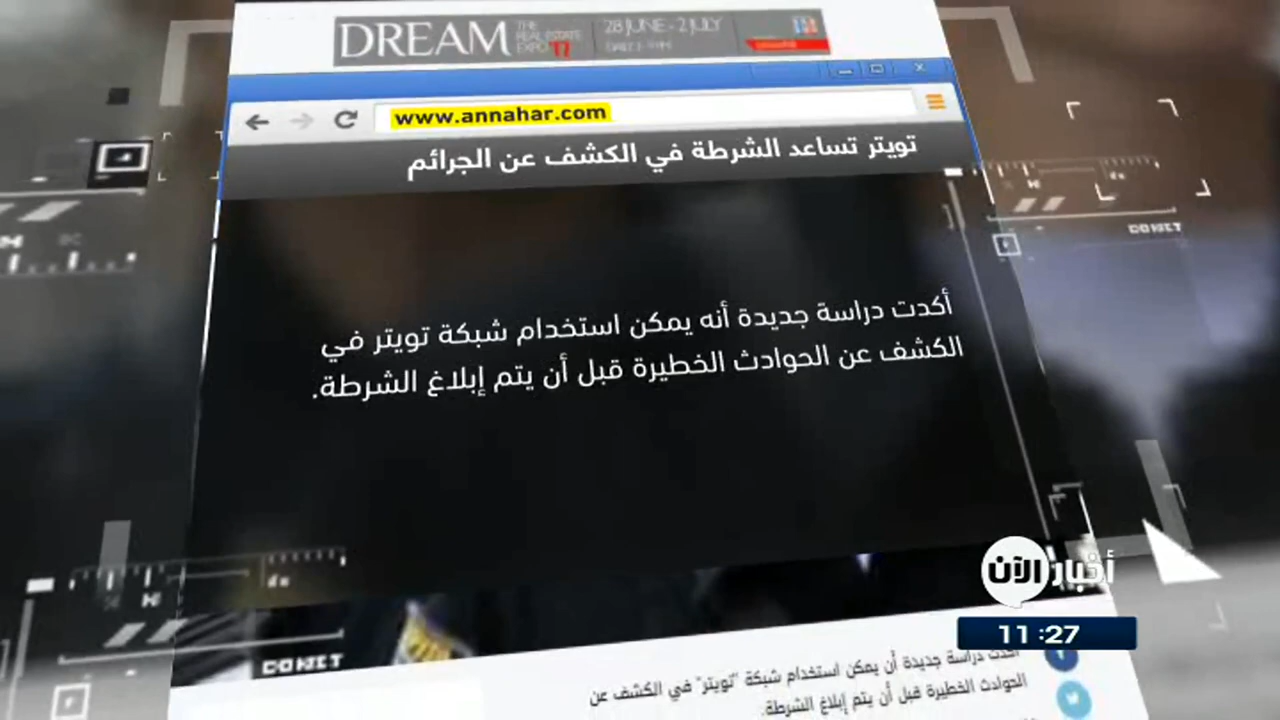 DREAM THE REAL ESTATE EXPO 17 28 JUNE - 2 JULY
www.annahar.com
تويتر تساعد الشرطة في الكشف عن الجرائم
COMET
أكدت دراسة جديدة أنه يمكن استخدام شبكة تويتر في
الكشف عن الحوادث الخطيرة قبل أن يتم إبلاغ الشرطة.
أخبار الآن
11:27
COMET
أكدت دراسة جديدة أن يمكن استخدام شبكة "تويتر" في الكشف عن
الحوادث الخطيرة قبل أن يتم إبلاغ الشرطة.